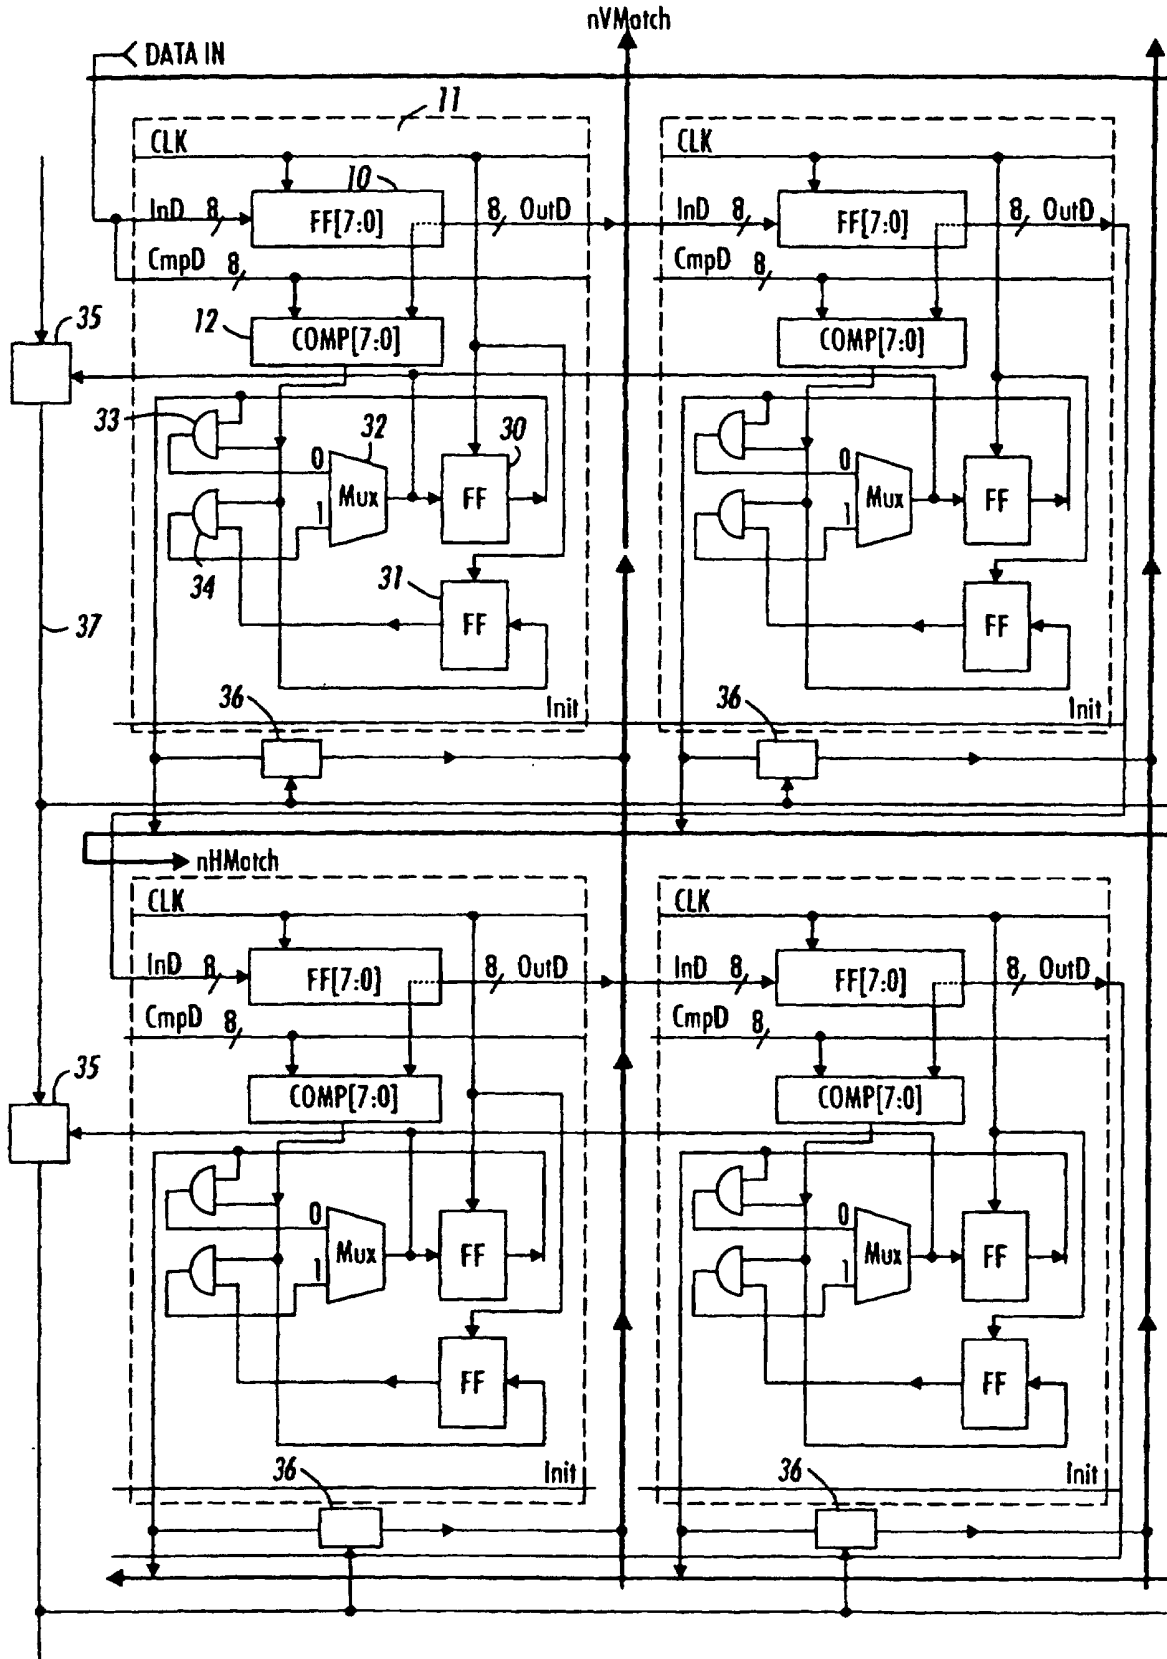 nVMatch
DATA IN
11
CLK
CLK
10
InD 8 FF[7:0] 8 OutD
InD 8 FF[7:0] 8 OutD
CmpD 8
CmpD 8
35
12 COMP[7:0]
COMP[7:0]
33
32
30
0
Mux
1
FF
0
Mux
1
FF
34
31
FF
FF
37
36
Init
36
Init
nHMatch
CLK
CLK
InD 8 FF[7:0] 8 OutD
InD 8 FF[7:0] 8 OutD
CmpD 8
CmpD 8
35
COMP[7:0]
COMP[7:0]
0
Mux
1
FF
0
Mux
1
FF
FF
FF
36
Init
36
Init